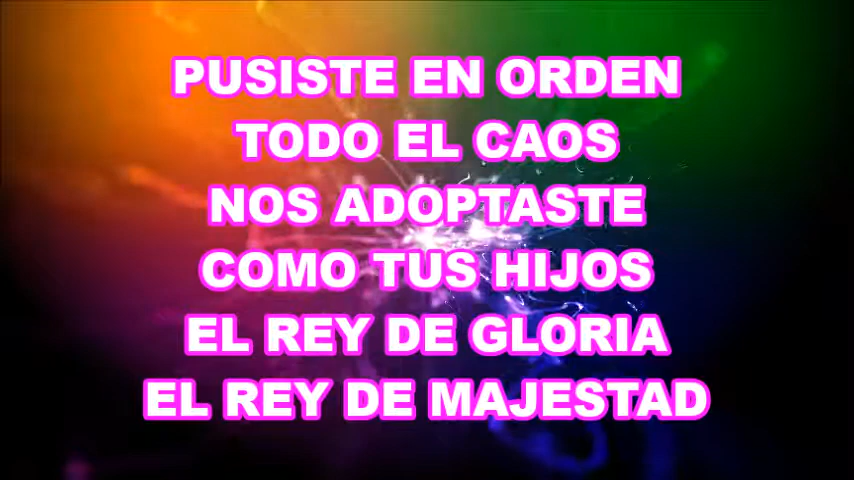 PUSISTE EN ORDEN
TODO EL CAOS
NOS ADOPTASTE
COMO TUS HIJOS
EL REY DE GLORIA
EL REY DE MAJESTAD